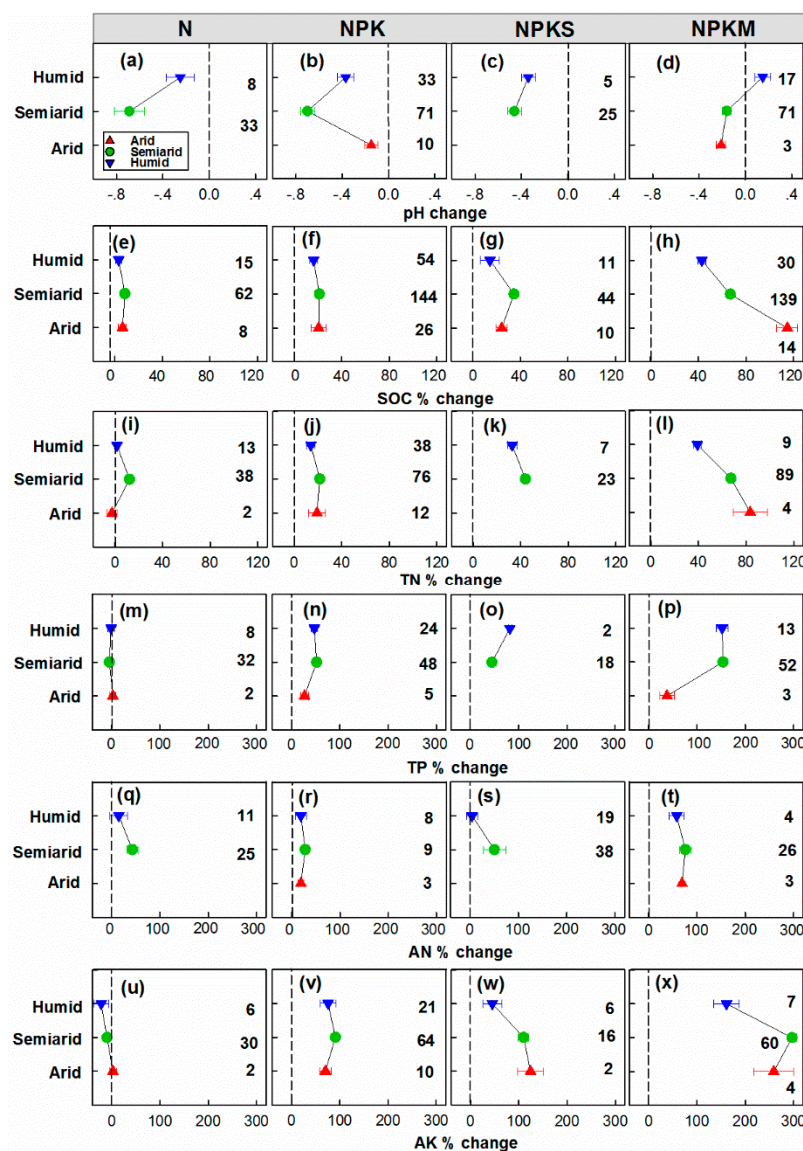 N NPK NPKS NPKM
(a) (b) (c) (d)
Humid 8 33 5 17
Semiarid 33 71 25 71
Arid 10 3
Arid
Semiarid
Humid
-.8 -.4 0.0 .4 -.8 -.4 0.0 .4 -.8 -.4 0.0 .4 -.8 -.4 0.0 .4
pH change
(e) (f) (g) (h)
Humid 15 54 11 30
Semiarid 62 144 44 139
Arid 8 26 10 14
0 40 80 120 0 40 80 120 0 40 80 120 0 40 80 120
SOC % change
(i) (j) (k) (l)
Humid 13 38 7 9
Semiarid 38 76 23 89
Arid 2 12 4
0 40 80 120 0 40 80 120 0 40 80 120 0 40 80 120
TN % change
(m) (n) (o) (p)
Humid 8 24 2 13
Semiarid 32 48 18 52
Arid 2 5 3
0 100 200 300 0 100 200 300 0 100 200 300 0 100 200 300
TP % change
(q) (r) (s) (t)
Humid 11 8 19 4
Semiarid 25 9 38 26
Arid 3 3
0 100 200 300 0 100 200 300 0 100 200 300 0 100 200 300
AN % change
(u) (v) (w) (x)
Humid 6 21 6 7
Semiarid 30 64 16 60
Arid 2 10 2 4
0 100 200 300 0 100 200 300 0 100 200 300 0 100 200 300
AK % change